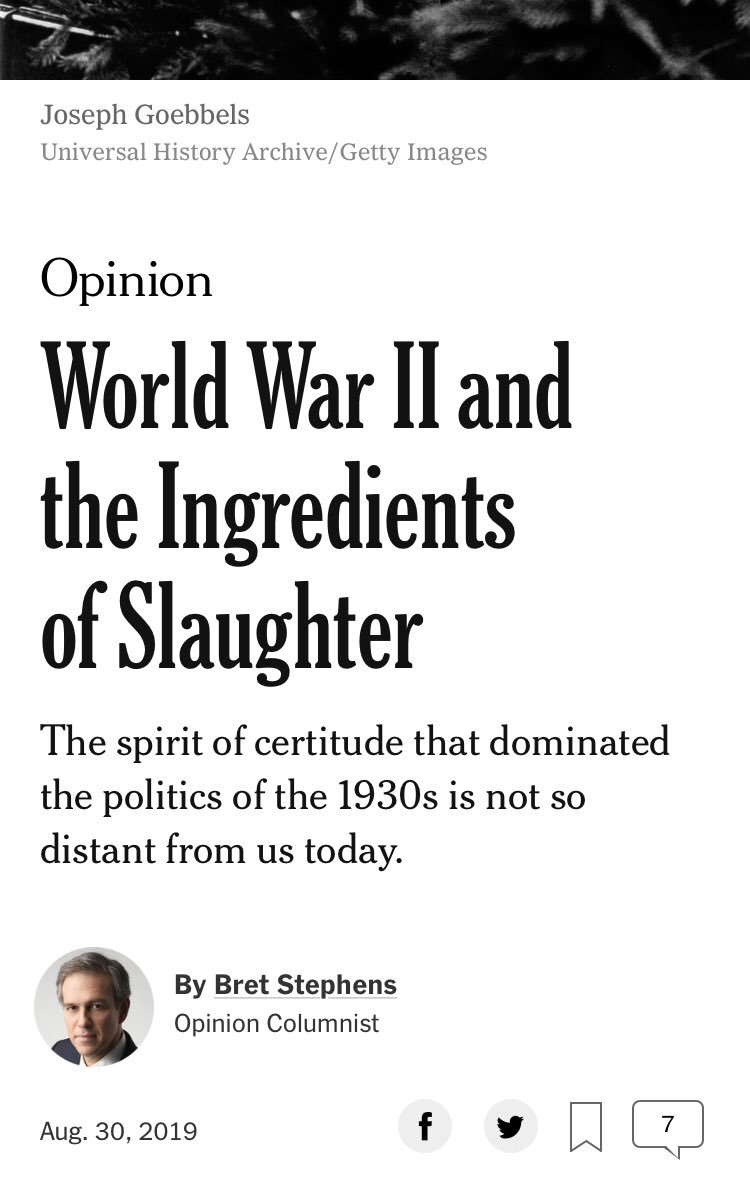 Joseph Goebbels
Universal History Archive/Getty Images
Opinion
World War II and
the Ingredients
of Slaughter
The spirit of certitude that dominated
the politics of the 1930s is not so
distant from us today.
By Bret Stephens
Opinion Columnist
Aug. 30, 2019
7